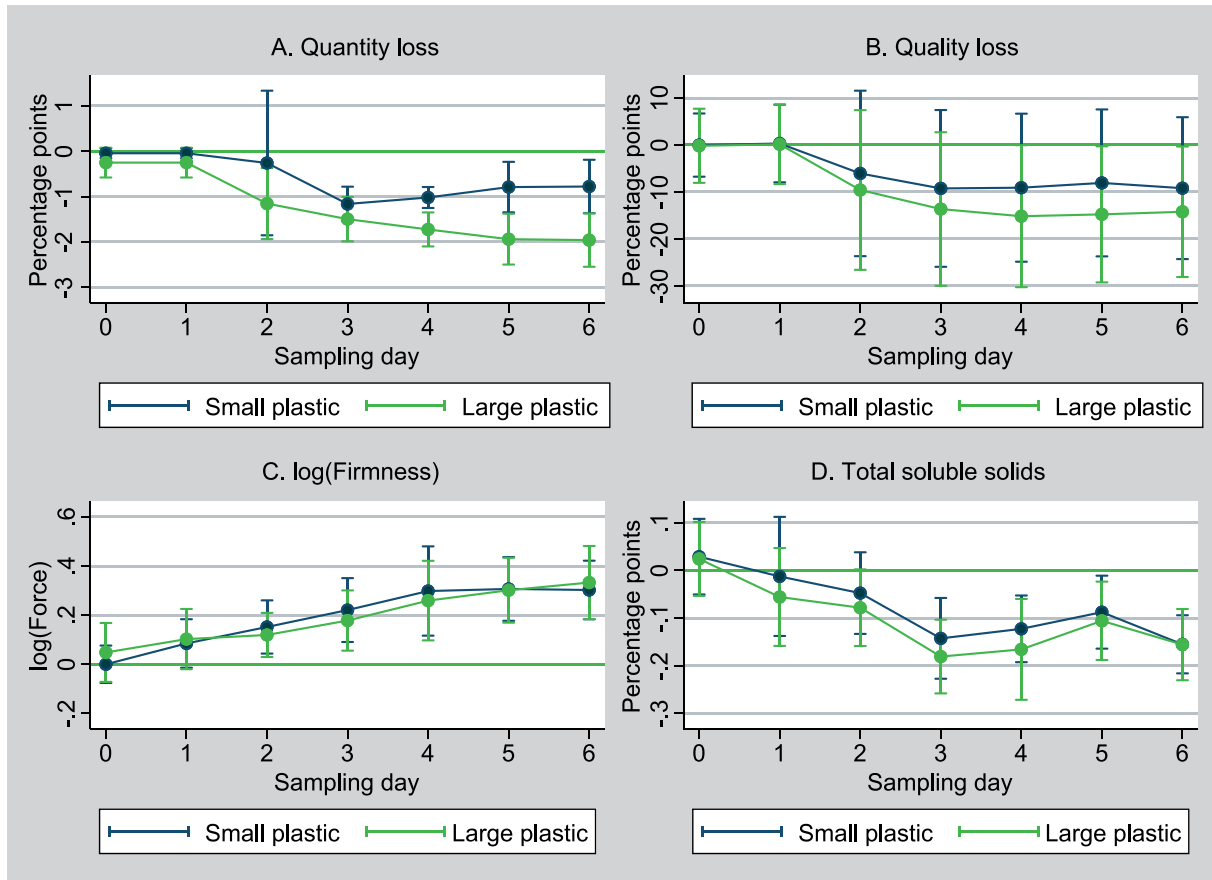 A. Quantity loss
Percentage points
1
0
-1
-2
-3
0 1 2 3 4 5 6
Sampling day
Small plastic Large plastic
B. Quality loss
Percentage points
10
0
-10
-20
-30
0 1 2 3 4 5 6
Sampling day
Small plastic Large plastic
C. log(Firmness)
log(Force)
.6
.4
.2
0
-.2
0 1 2 3 4 5 6
Sampling day
Small plastic Large plastic
D. Total soluble solids
Percentage points
.1
0
-.1
-.2
-.3
0 1 2 3 4 5 6
Sampling day
Small plastic Large plastic